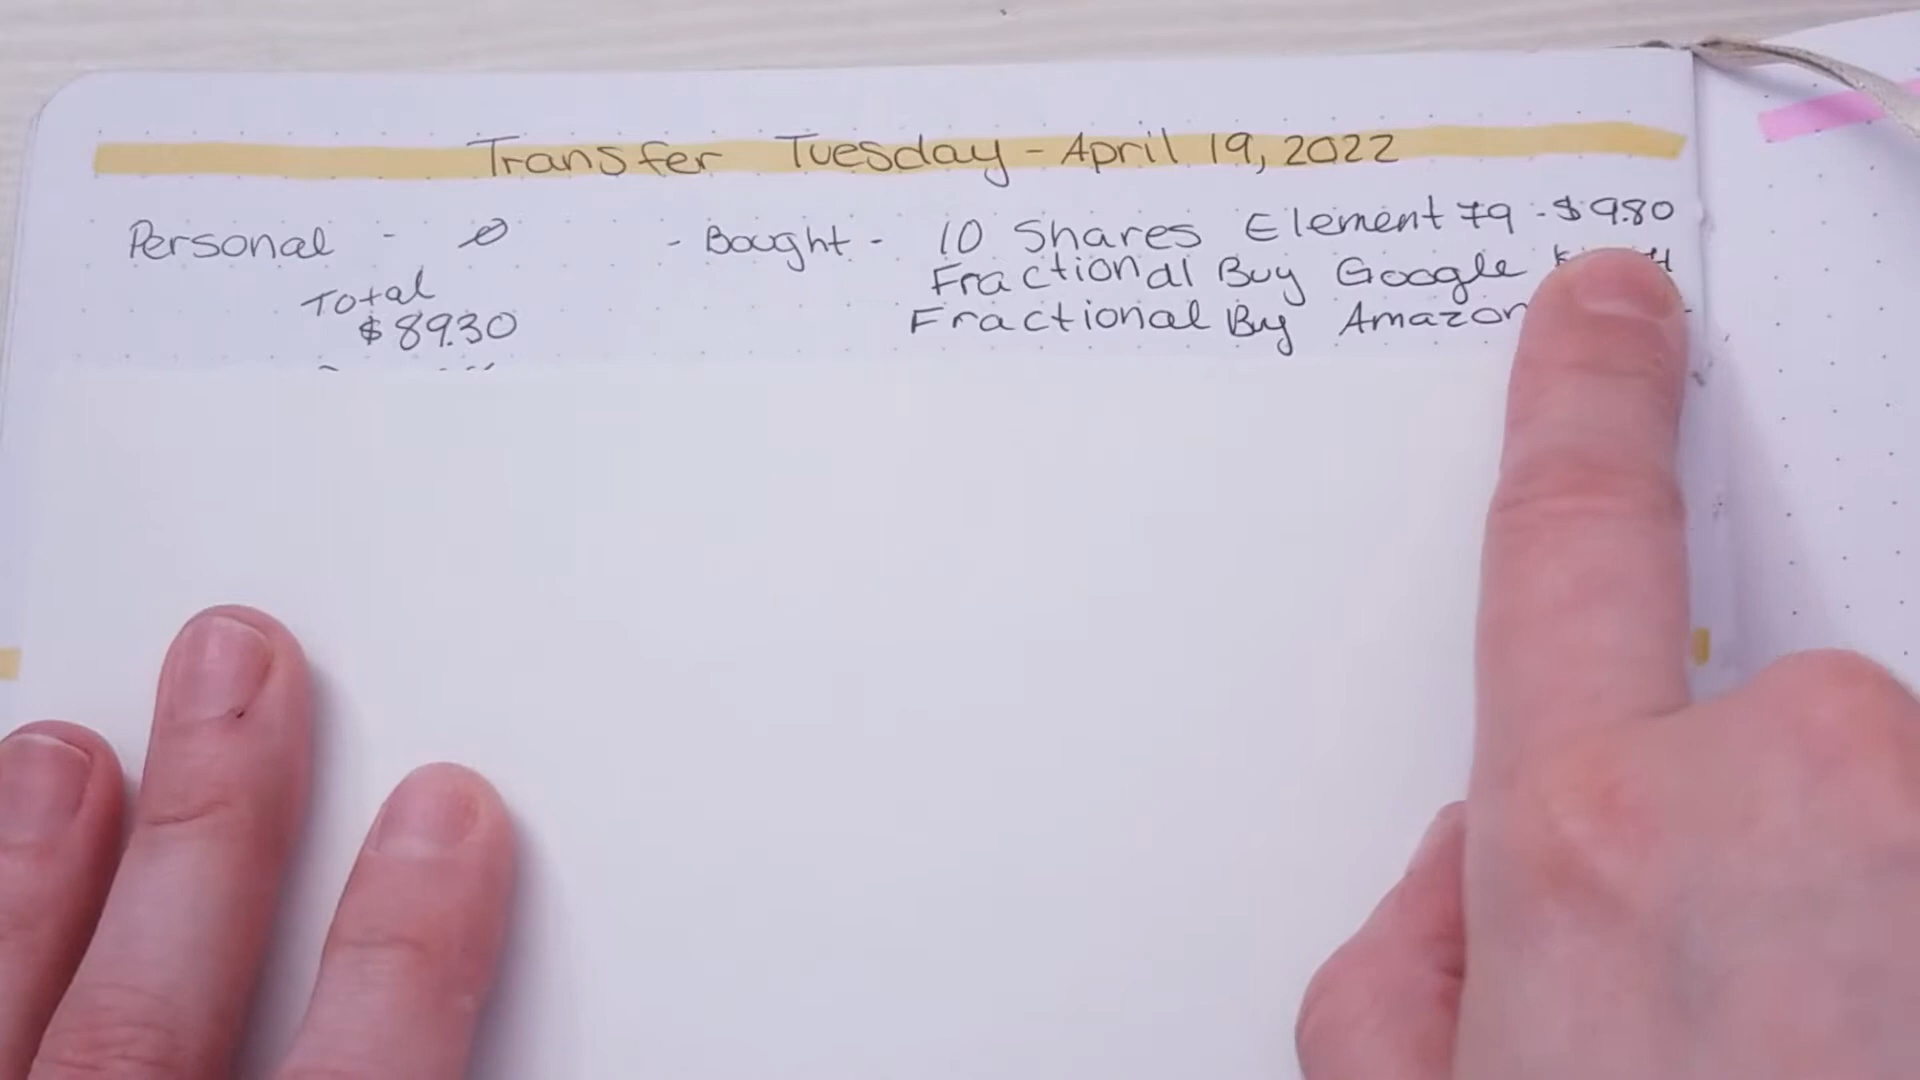 Transfer Tuesday - April 19, 2022
Personal - Ø - Bought - 10 Shares Element 79 - $9.80
Fractional Buy Google
Total
$89.30
Fractional By Amazon